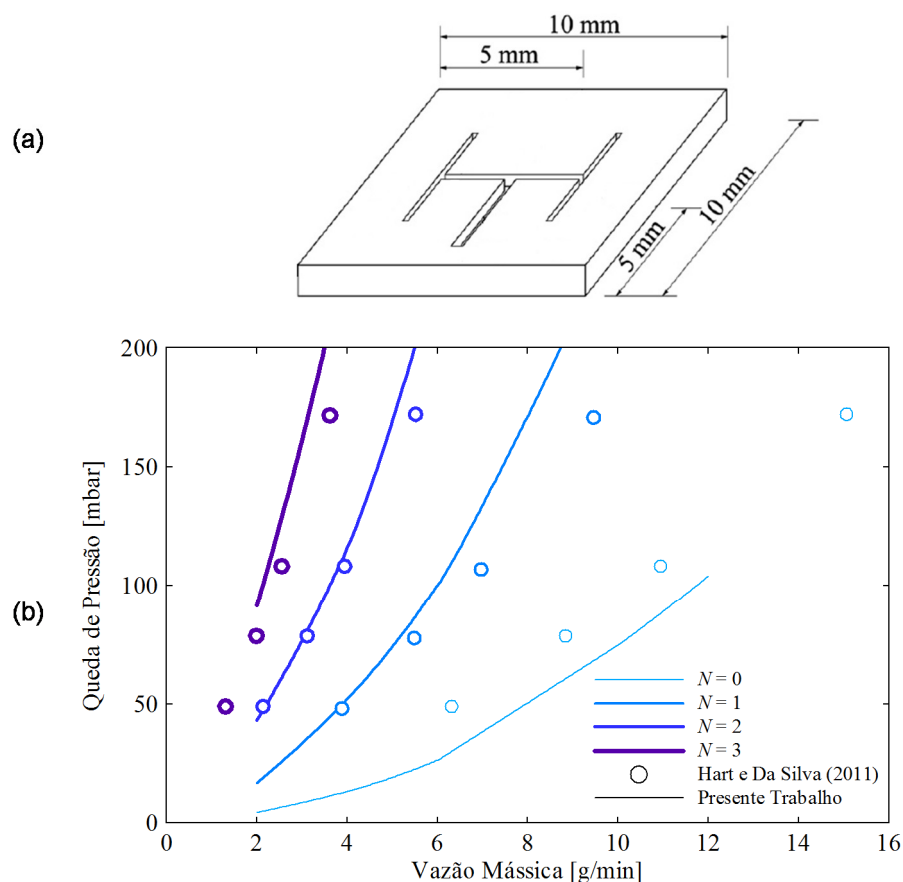 (a)
10 mm
5 mm
5 mm
10 mm
(b)
Queda de Pressão [mbar]
200
150
100
50
0
0 2 4 6 8 10 12 14 16
Vazão Mássica [g/min]
N = 0
N = 1
N = 2
N = 3
Hart e Da Silva (2011)
Presente Trabalho